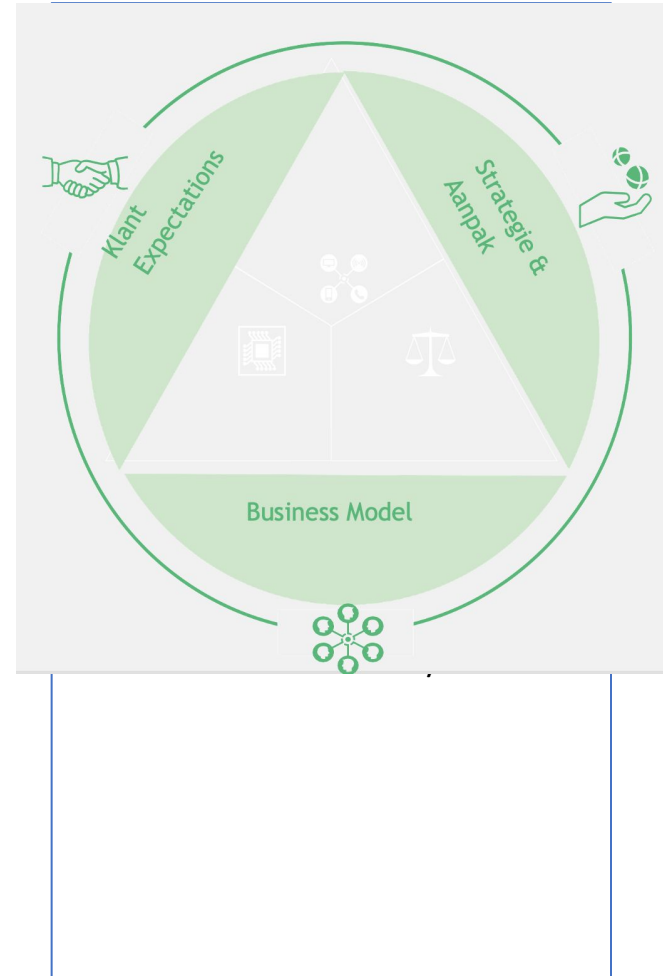 Klant
Expectations
Strategie &
Aanpak
Business Model